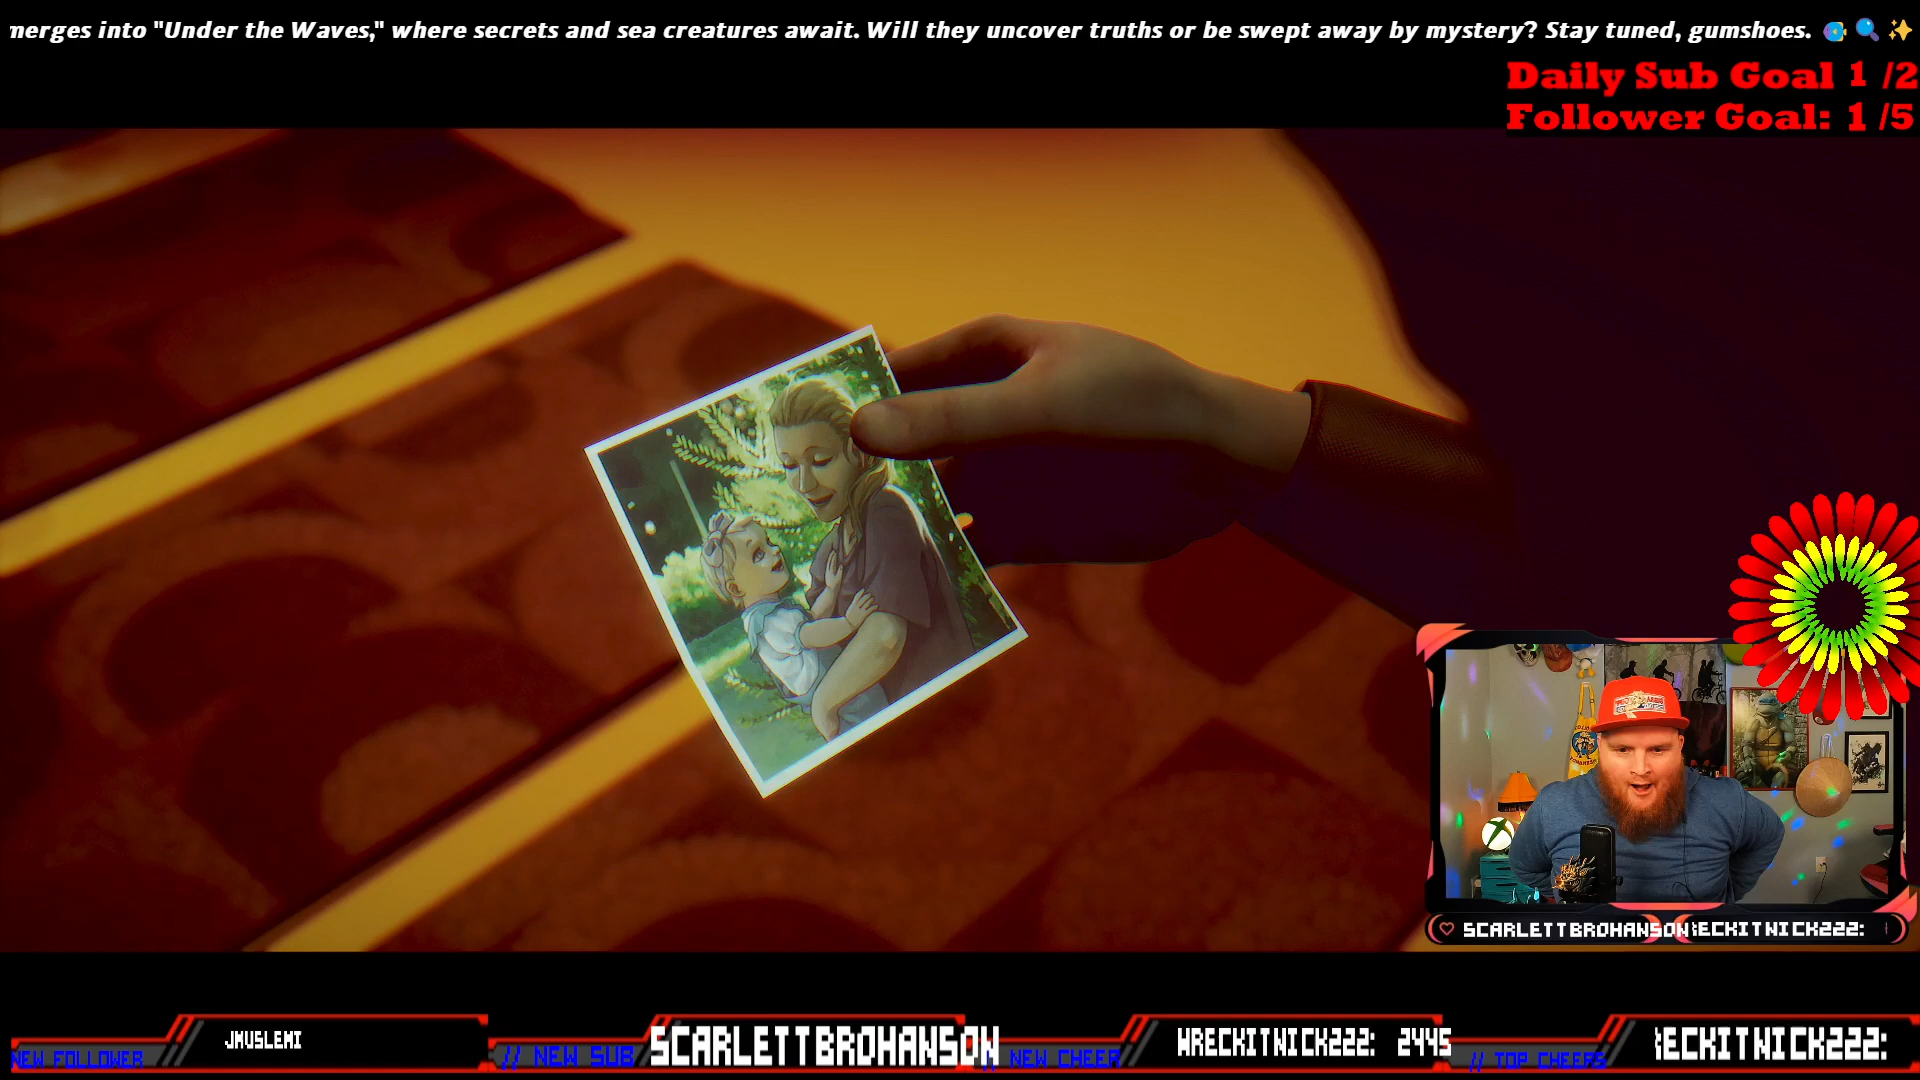 merges into "Under the Waves," where secrets and sea creatures await. Will they uncover truths or be swept away by mystery? Stay tuned, gumshoes.
Daily Sub Goal 1 /2
Follower Goal: 1 /5
SCARLETTBROHANSON
ECKITNICK222:
NEW FOLLOWER
JMUSLEMI
// NEW SUB
SCARLETTBROHANSON
NEW CHEER
WRECKITNICK222: 2445
// TOP CHEERS
ECKITNICK222: